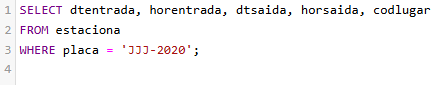 1 SELECT dtentrada, horentrada, dtsaida, horsaida, codlugar
2 FROM estaciona
3 WHERE placa = 'JJJ-2020';
4